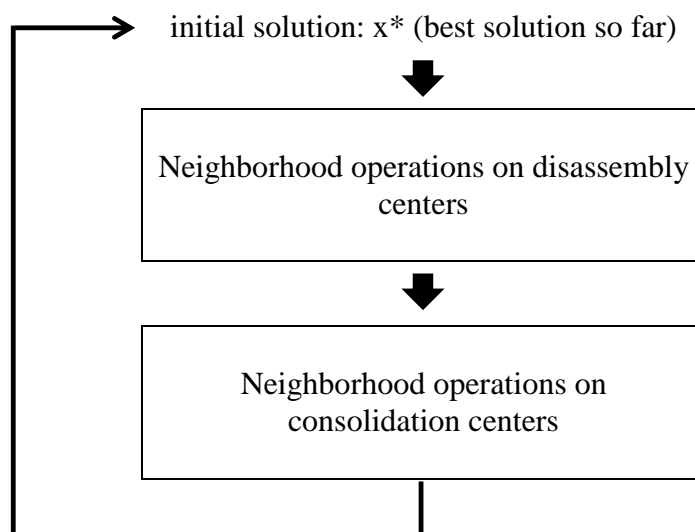 initial solution: x* (best solution so far)
Neighborhood operations on disassembly
centers
Neighborhood operations on
consolidation centers